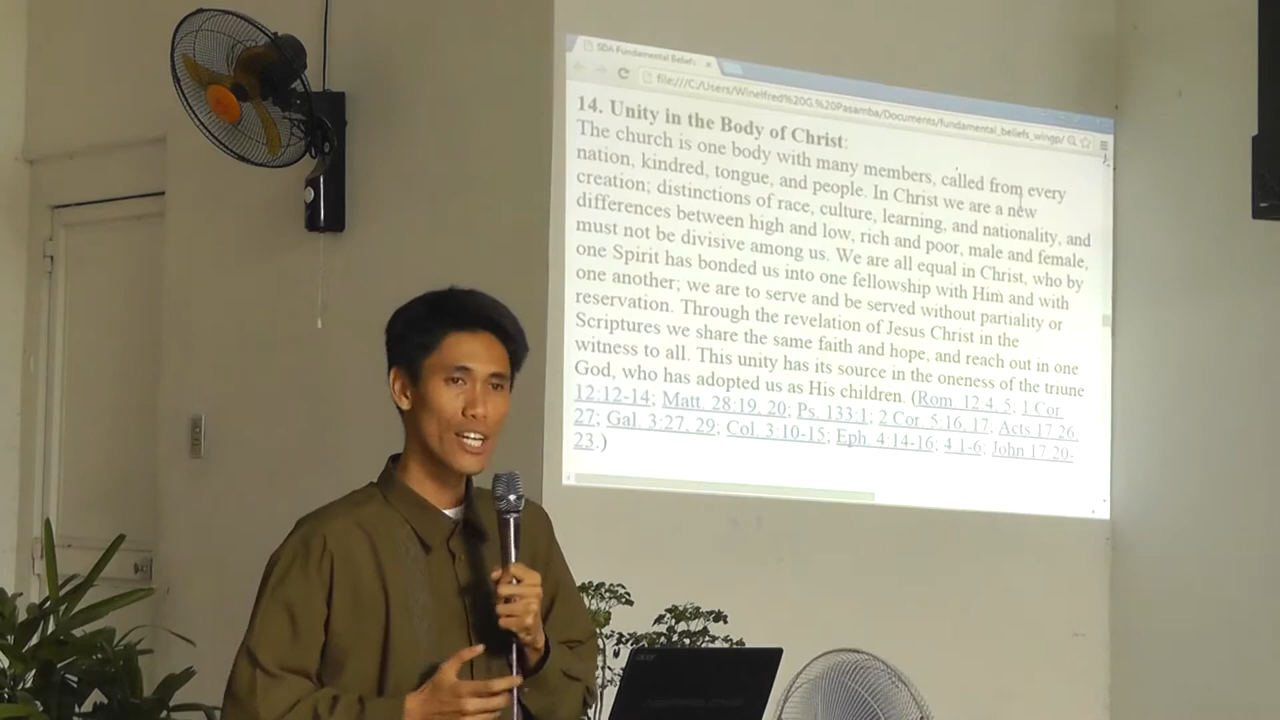 SDA Fundamental Beliefs
file:///C:/Users/Winelfred%20G.%20Pasamba/Documents/fundamental_beliefs_wingp/
14. Unity in the Body of Christ:
The church is one body with many members, called from every
nation, kindred, tongue, and people. In Christ we are a new
creation; distinctions of race, culture, learning, and nationality, and
differences between high and low, rich and poor, male and female,
must not be divisive among us. We are all equal in Christ, who by
one Spirit has bonded us into one fellowship with Him and with
one another; we are to serve and be served without partiality or
reservation. Through the revelation of Jesus Christ in the
Scriptures we share the same faith and hope, and reach out in one
witness to all. This unity has its source in the oneness of the triune
God, who has adopted us as His children. (Rom. 12:4, 5; 1 Cor.
12:12-14; Matt. 28:19, 20; Ps. 133:1; 2 Cor. 5:16, 17; Acts 17:26,
27; Gal. 3:27, 29; Col. 3:10-15; Eph. 4:14-16; 4:1-6; John 17:20-
23.)
acer